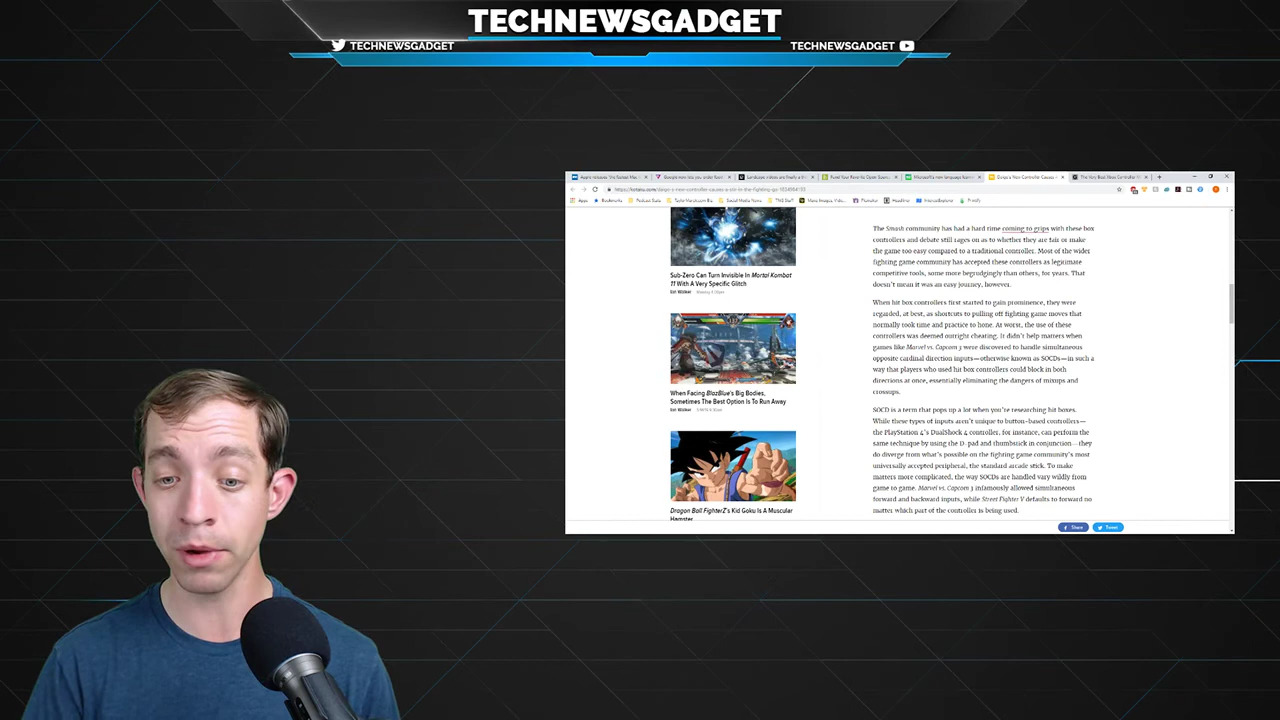 TECHNEWSGADGET
TECHNEWSGADGET
TECHNEWSGADGET
Apps
Bookmarks
Podcast Stats
Social Media News
Headline
Sub-Zero Can Turn Invisible In Mortal Kombat
11 With A Very Specific Glitch
When Facing BlazBlue's Big Bodies,
Sometimes The Best Option Is To Run Away
Dragon Ball FighterZ's Kid Goku Is A Muscular
Hamster
The Smash community has had a hard time coming to grips with these box
controllers and debate still rages on as to whether they are fair or make
the game too easy compared to a traditional controller. Most of the wider
fighting game community has accepted these controllers as legitimate
competitive tools, some more begrudgingly than others, for years. That
doesn't mean it was an easy journey, however.
When hit box controllers first started to gain prominence, they were
regarded, at best, as shortcuts to pulling off fighting game moves that
normally took time and practice to hone. At worst, the use of these
controllers was deemed outright cheating. It didn't help matters when
games like Marvel vs. Capcom 3 were discovered to handle simultaneous
opposite cardinal direction inputs—otherwise known as SOCDs—in such a
way that players who used hit box controllers could block in both
directions at once, essentially eliminating the dangers of mixups and
crossups.
SOCD is a term that pops up a lot when you're researching hit boxes.
While these types of inputs aren't unique to button-based controllers—
the PlayStation 4's DualShock 4 controller, for instance, can perform the
same technique by using the D-pad and thumbstick in conjunction—they
do diverge from what's possible on the fighting game community's most
universally accepted peripheral, the standard arcade stick. To make
matters more complicated, the way SOCDs are handled vary wildly from
game to game. Marvel vs. Capcom 3 infamously allowed simultaneous
forward and backward inputs, while Street Fighter V defaults to forward no
matter which part of the controller is being used.
Share
Tweet